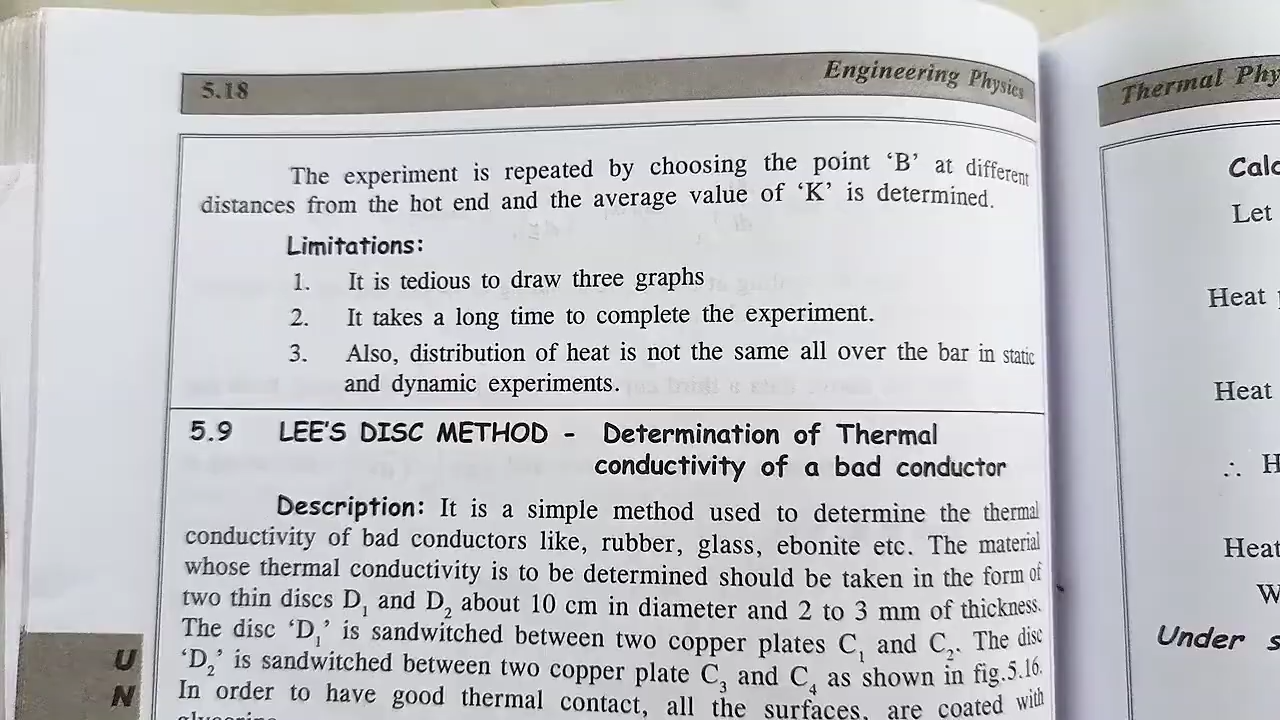 5.18
Engineering Physics
The experiment is repeated by choosing the point ‘B’ at different
distances from the hot end and the average value of ‘K’ is determined.
Limitations:
1. It is tedious to draw three graphs
2. It takes a long time to complete the experiment.
3. Also, distribution of heat is not the same all over the bar in static
and dynamic experiments.
5.9 LEE'S DISC METHOD - Determination of Thermal
conductivity of a bad conductor
Description: It is a simple method used to determine the thermal
conductivity of bad conductors like, rubber, glass, ebonite etc. The material
whose thermal conductivity is to be determined should be taken in the form of
two thin discs D₁ and D₂ about 10 cm in diameter and 2 to 3 mm of thickness.
The disc ‘D₁’ is sandwitched between two copper plates C₁ and C₂. The disc
‘D₂’ is sandwitched between two copper plate C₃ and C₄ as shown in fig.5.16.
In order to have good thermal contact, all the surfaces, are coated with
U
N
Thermal Phy
Calc
Let
Heat
Heat
∴ H
Heat
W
Under s